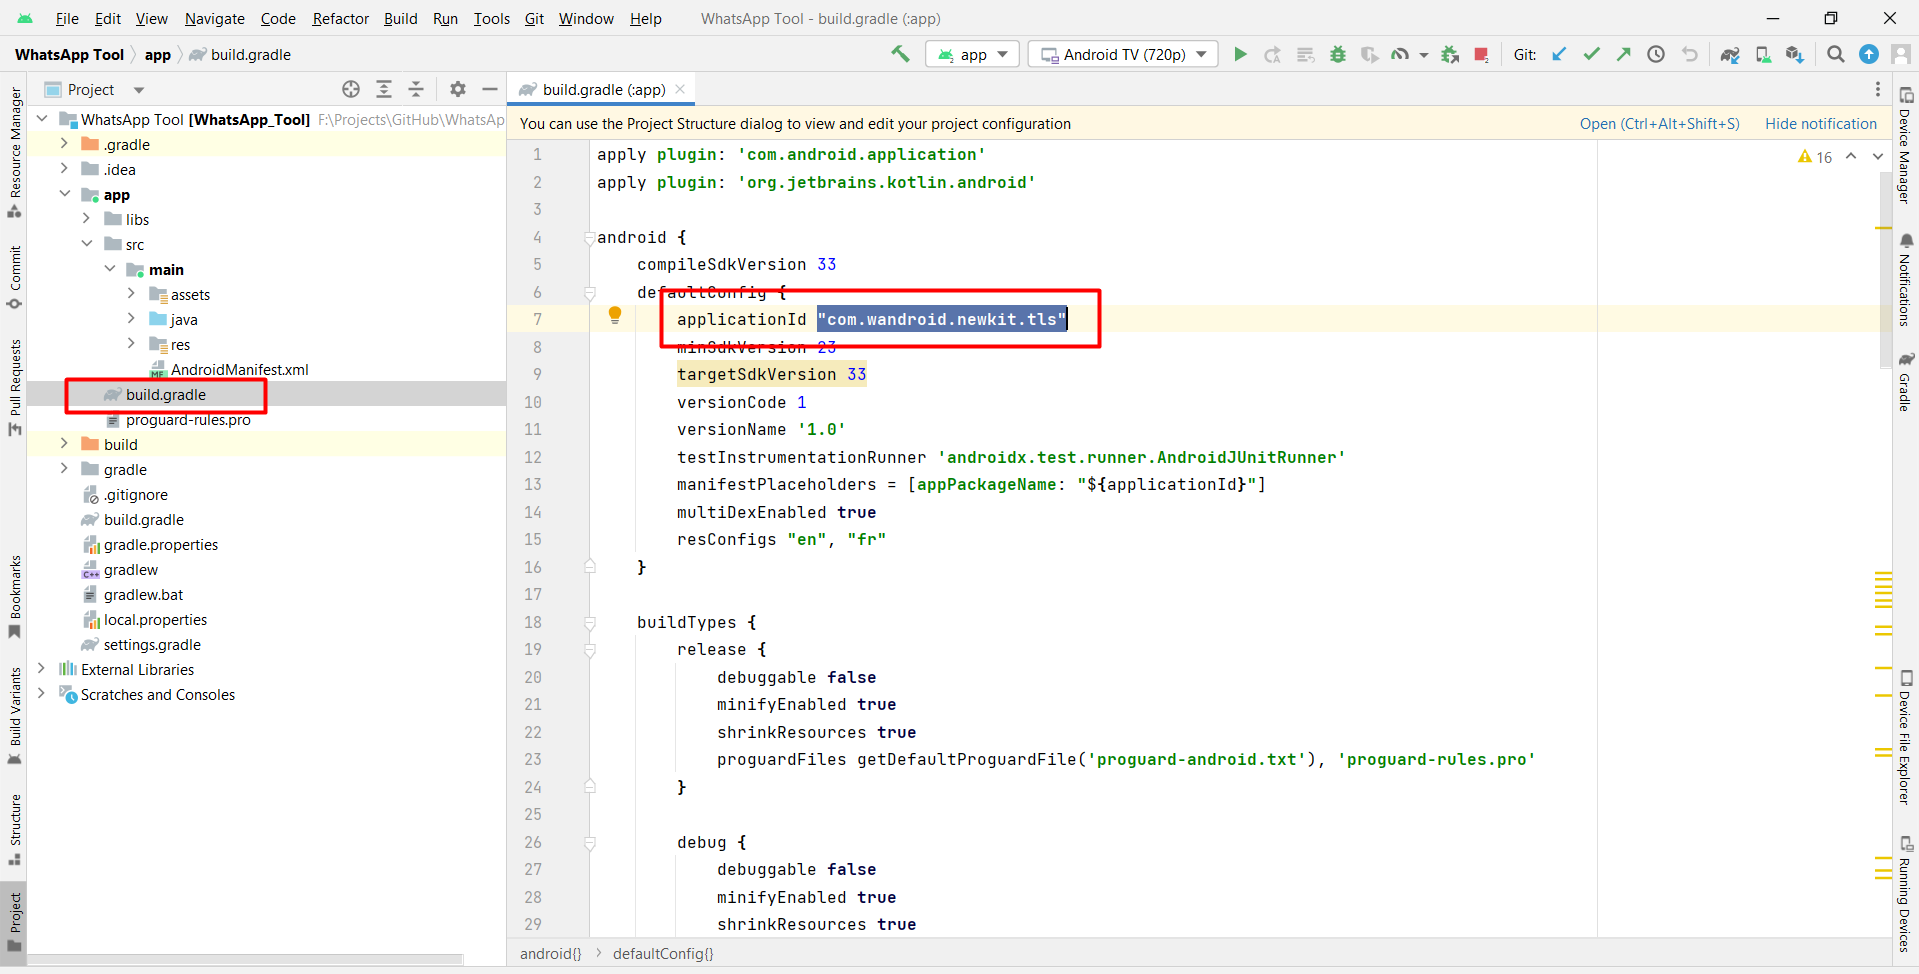 File Edit View Navigate Code Refactor Build Run Tools Git Window Help WhatsApp Tool - build.gradle (:app)
WhatsApp Tool app build.gradle app Android TV (720p) Git:
Project
build.gradle (:app)
Resource Manager
Commit
Pull Requests
Bookmarks
Build Variants
Structure
Project
WhatsApp Tool [WhatsApp_Tool] F:\Projects\GitHub\WhatsAp
.gradle
.idea
app
libs
src
main
assets
java
res
AndroidManifest.xml
build.gradle
proguard-rules.pro
build
gradle
.gitignore
build.gradle
gradle.properties
gradlew
gradlew.bat
local.properties
settings.gradle
External Libraries
Scratches and Consoles
You can use the Project Structure dialog to view and edit your project configuration Open (Ctrl+Alt+Shift+S) Hide notification
16
1 apply plugin: 'com.android.application'
2 apply plugin: 'org.jetbrains.kotlin.android'
3
4 android {
5 compileSdkVersion 33
6 defaultConfig {
7 applicationId "com.wandroid.newkit.tls"
8 minSdkVersion 23
9 targetSdkVersion 33
10 versionCode 1
11 versionName '1.0'
12 testInstrumentationRunner 'androidx.test.runner.AndroidJUnitRunner'
13 manifestPlaceholders = [appPackageName: "${applicationId}"]
14 multiDexEnabled true
15 resConfigs "en", "fr"
16 }
17
18 buildTypes {
19 release {
20 debuggable false
21 minifyEnabled true
22 shrinkResources true
23 proguardFiles getDefaultProguardFile('proguard-android.txt'), 'proguard-rules.pro'
24 }
25
26 debug {
27 debuggable false
28 minifyEnabled true
29 shrinkResources true
android{} defaultConfig{}
Device Manager
Notifications
Gradle
Device File Explorer
Running Devices